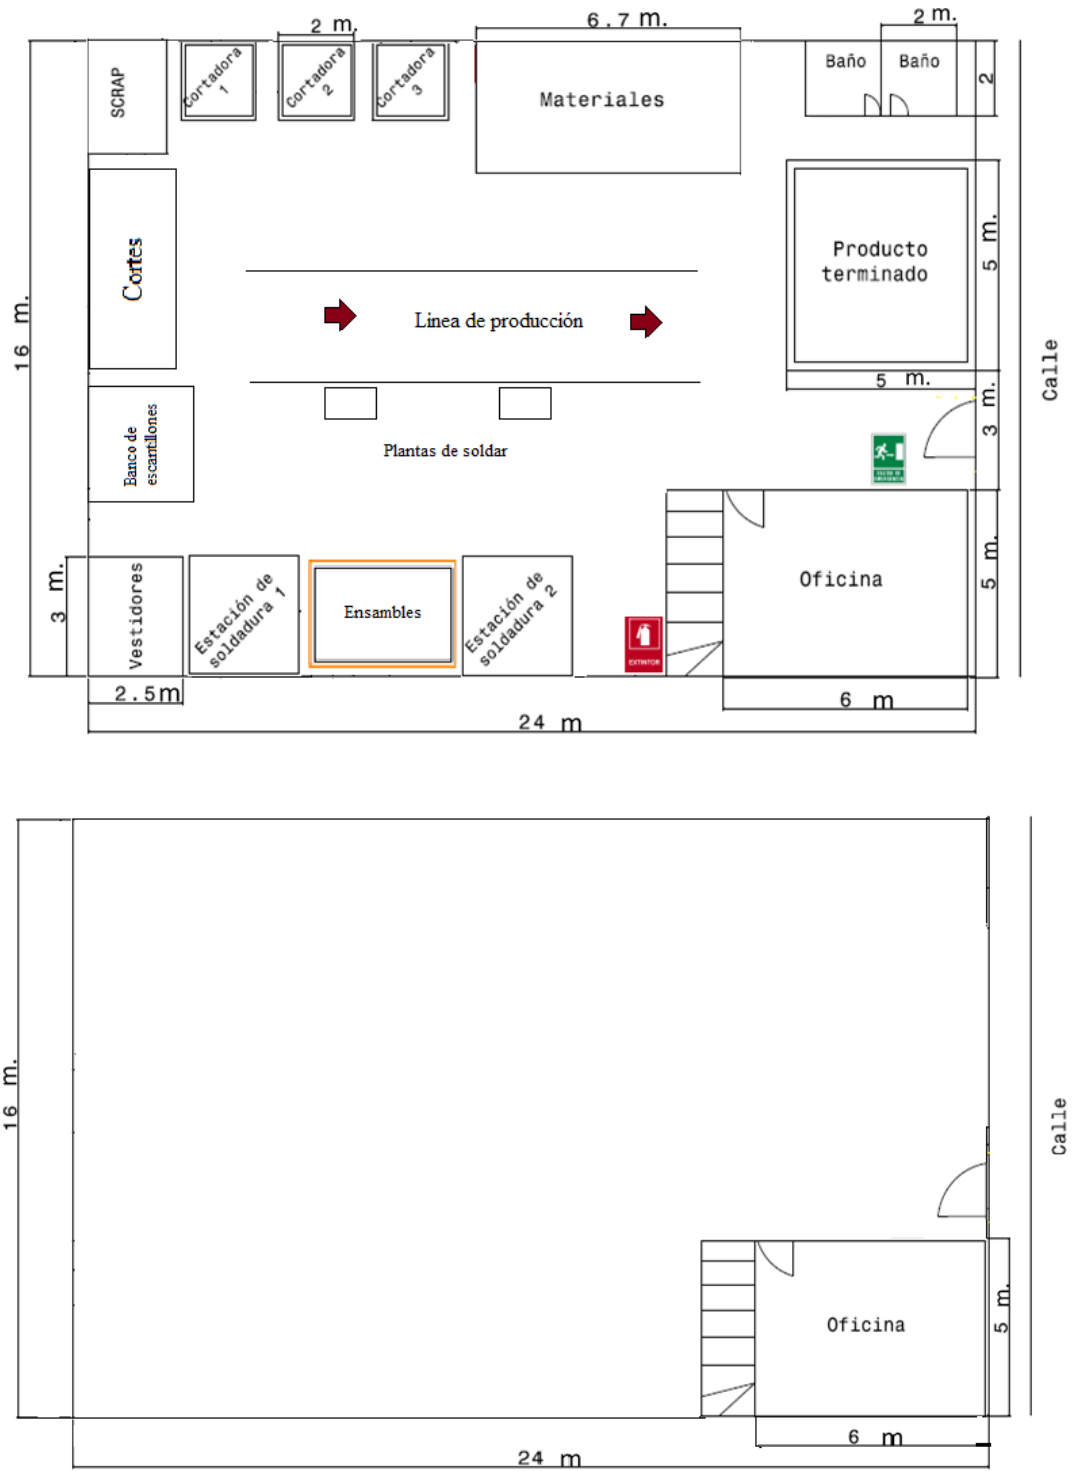 2 m.
6.7 m.
2 m.
SCRAP
Cortadora
1
Cortadora
2
Cortadora
3
Materiales
Baño
Baño
2
Cortes
Producto
terminado
5 m.
16 m.
Linea de producción
Calle
5 m.
3 m.
Banco de
escantillones
Plantas de soldar
3 m.
Vestidores
Estación de
soldadura 1
Ensambles
Estación de
soldadura 2
EXTINTOR
Oficina
5 m.
2.5m
6 m
24 m
16 m.
Calle
Oficina
5 m.
6 m
24 m